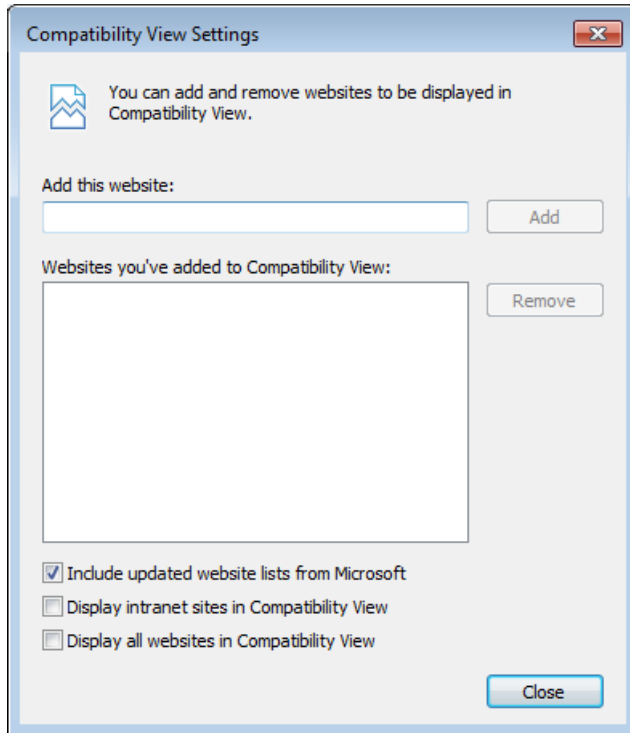 Compatibility View Settings
You can add and remove websites to be displayed in
Compatibility View.
Add this website:
Add
Websites you've added to Compatibility View:
Remove
Include updated website lists from Microsoft
Display intranet sites in Compatibility View
Display all websites in Compatibility View
Close